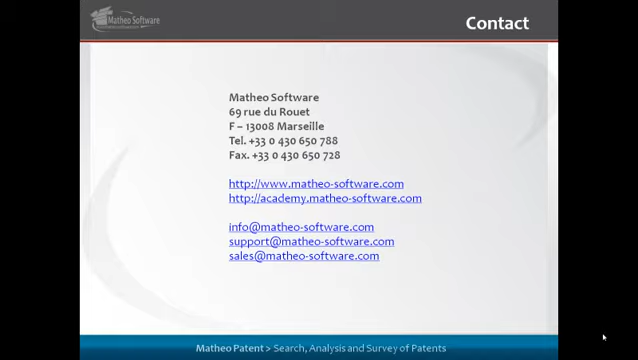 Matheo Software
Contact
Matheo Software
69 rue du Rouet
F – 13008 Marseille
Tel. +33 0 430 650 788
Fax. +33 0 430 650 728
http://www.matheo-software.com
http://academy.matheo-software.com
info@matheo-software.com
support@matheo-software.com
sales@matheo-software.com
Matheo Patent > Search, Analysis and Survey of Patents